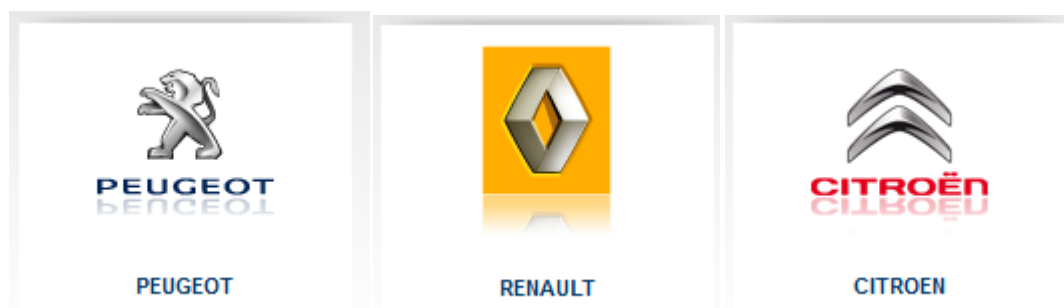 PEUGEOT
CITROËN
PEUGEOT
RENAULT
CITROEN